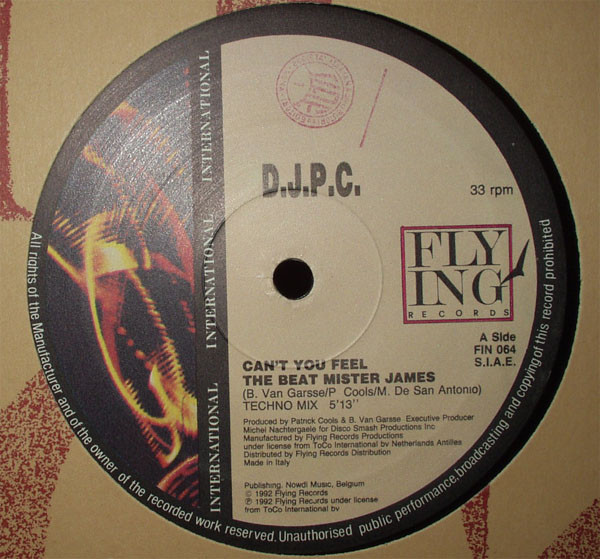 D.J.P.C.
33 rpm
FLY
ING
RECORDS
A Side
FIN 064
S.I.A.E.
CAN'T YOU FEEL
THE BEAT MISTER JAMES
(B. Van Garsse/P. Cools/M. De San Antonio)
TECHNO MIX 5'13''
Produced by Patrick Cools & B. Van Garsse Executive Producer
Michel Nachtergaele for Disco Smash Productions Inc
Manufactured by Flying Records Productions
under license from ToCo International bv Netherlands Antilles
Distributed by Flying Records Distribution
Made in Italy
Publishing. Nowdi Music, Belgium
© 1992 Flying Records
℗ 1992 Flying Records under license
from ToCo International bv
INTERNATIONAL
INTERNATIONAL
INTERNATIONAL
All rights of the Manufacturer and of the owner of the recorded work reserved. Unauthorised public performance, broadcasting and copying of this record prohibited